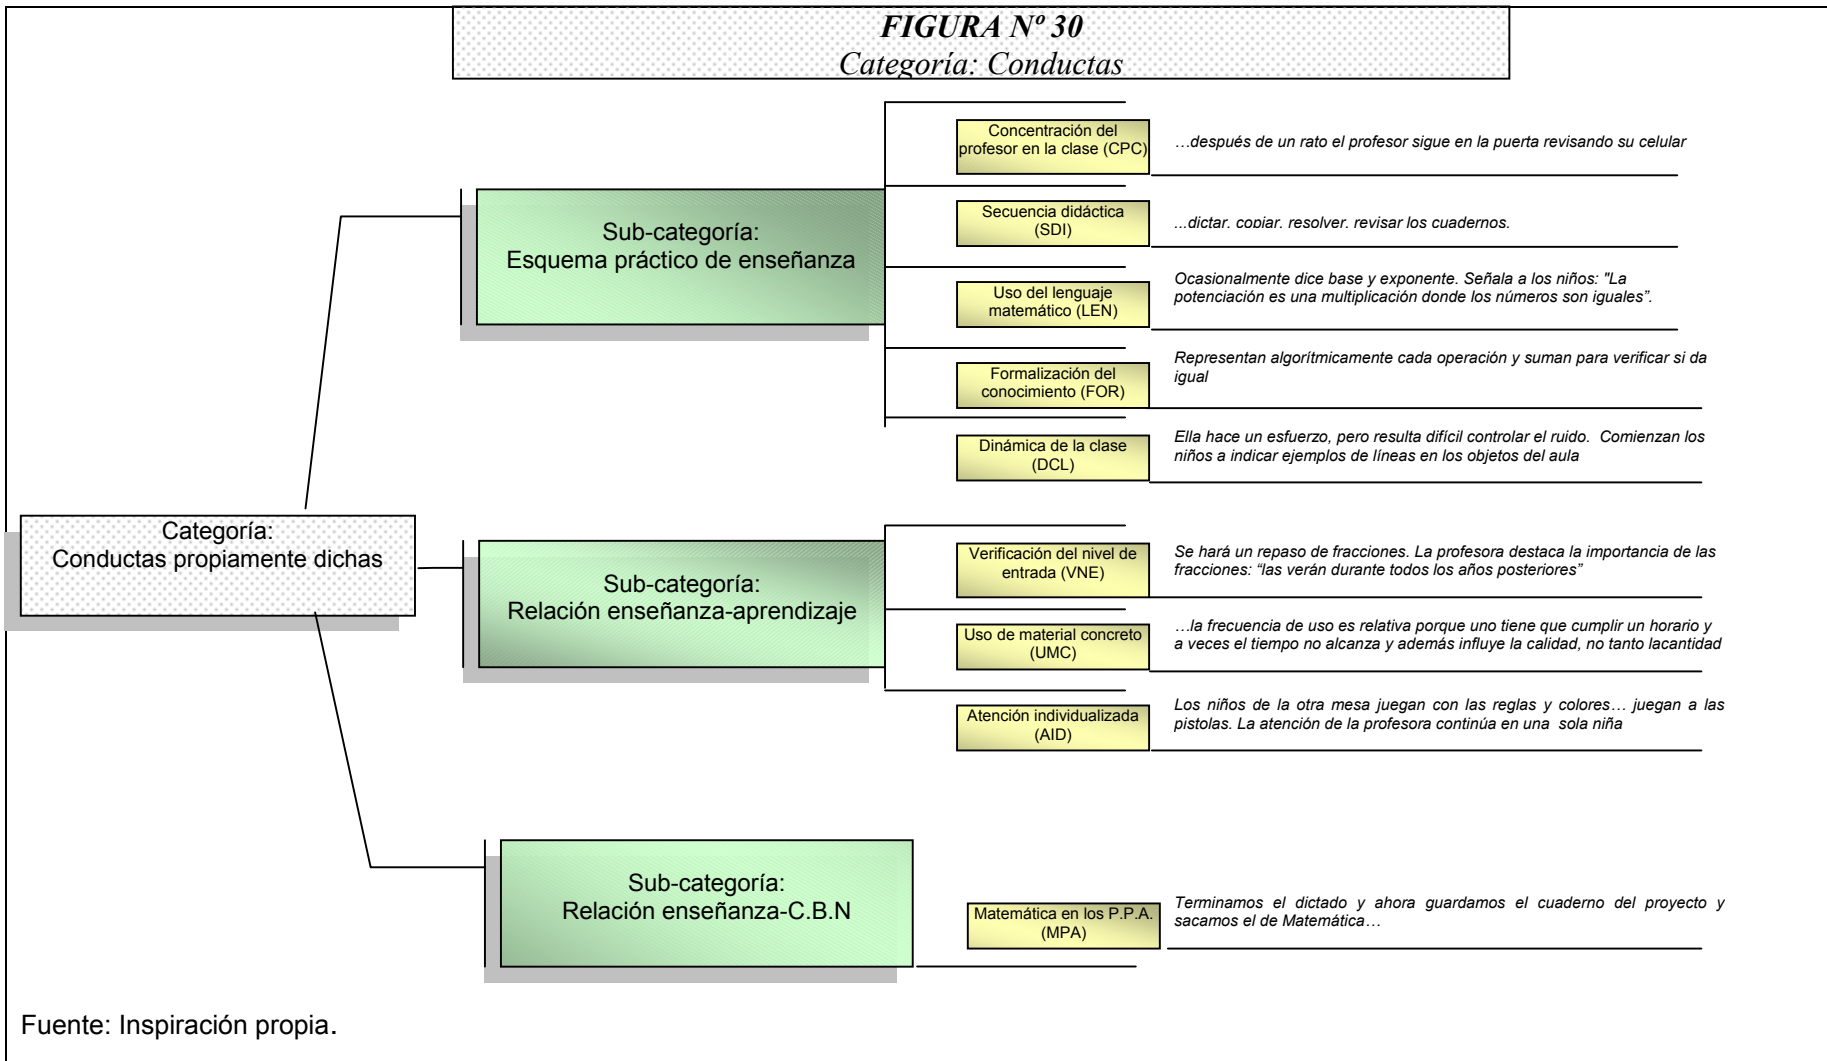 FIGURA Nº 30
Categoría: Conductas
Categoría:
Conductas propiamente dichas
Sub-categoría:
Esquema práctico de enseñanza
Concentración del
profesor en la clase (CPC)
…después de un rato el profesor sigue en la puerta revisando su celular
Secuencia didáctica
(SDI)
...dictar, copiar, resolver, revisar los cuadernos.
Uso del lenguaje
matemático (LEN)
Ocasionalmente dice base y exponente. Señala a los niños: "La
potenciación es una multiplicación donde los números son iguales”.
Formalización del
conocimiento (FOR)
Representan algorítmicamente cada operación y suman para verificar si da
igual
Dinámica de la clase
(DCL)
Ella hace un esfuerzo, pero resulta difícil controlar el ruido. Comienzan los
niños a indicar ejemplos de líneas en los objetos del aula
Sub-categoría:
Relación enseñanza-aprendizaje
Verificación del nivel de
entrada (VNE)
Se hará un repaso de fracciones. La profesora destaca la importancia de las
fracciones: “las verán durante todos los años posteriores”
Uso de material concreto
(UMC)
…la frecuencia de uso es relativa porque uno tiene que cumplir un horario y
a veces el tiempo no alcanza y además influye la calidad, no tanto lacantidad
Atención individualizada
(AID)
Los niños de la otra mesa juegan con las reglas y colores… juegan a las
pistolas. La atención de la profesora continúa en una sola niña
Sub-categoría:
Relación enseñanza-C.B.N
Matemática en los P.P.A.
(MPA)
Terminamos el dictado y ahora guardamos el cuaderno del proyecto y
sacamos el de Matemática…
Fuente: Inspiración propia.